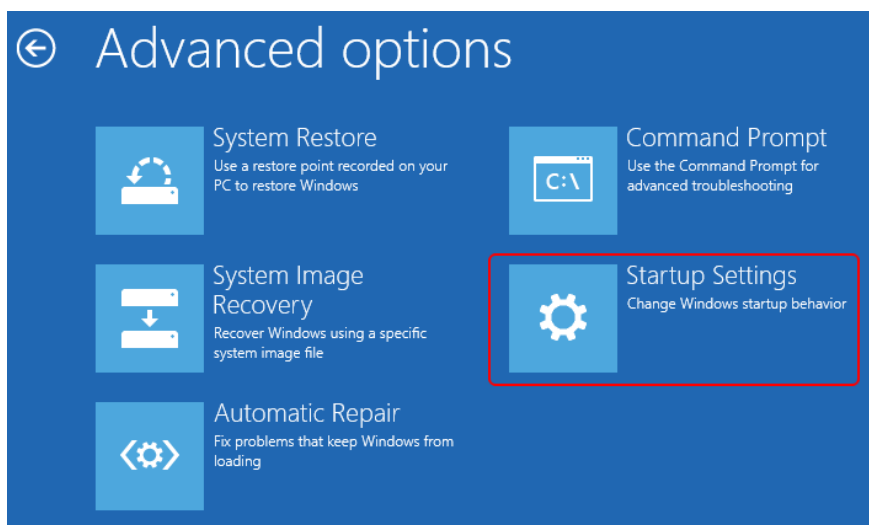 Advanced options
System Restore
Use a restore point recorded on your
PC to restore Windows
System Image
Recovery
Recover Windows using a specific
system image file
Automatic Repair
Fix problems that keep Windows from
loading
C:\
Command Prompt
Use the Command Prompt for
advanced troubleshooting
Startup Settings
Change Windows startup behavior